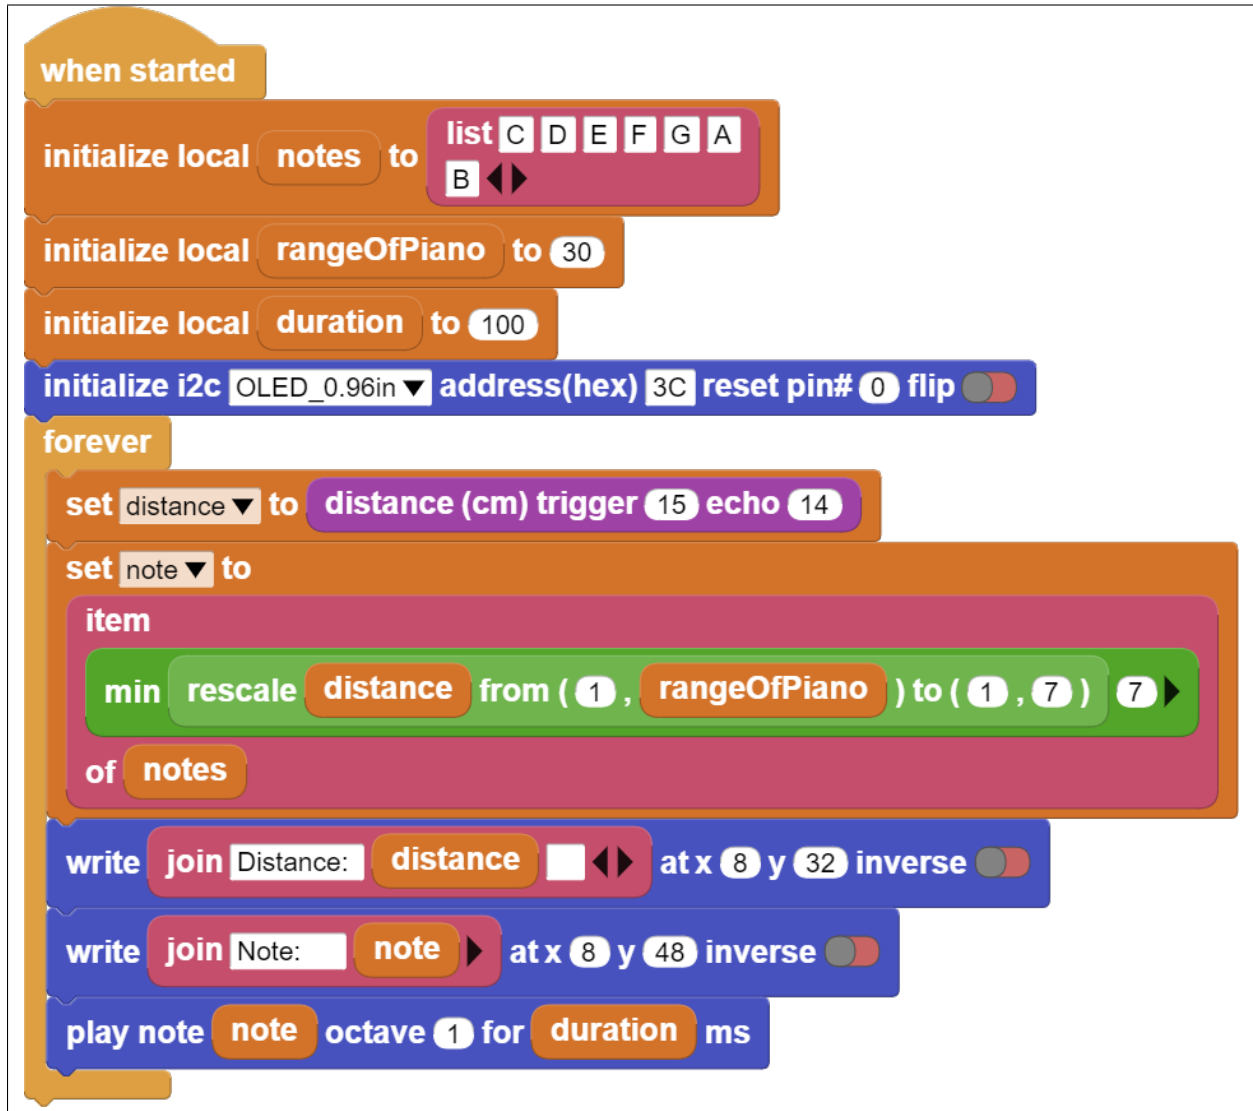 when started
initialize local notes to list C D E F G A
B
initialize local rangeOfPiano to 30
initialize local duration to 100
initialize i2c OLED_0.96in address(hex) 3C reset pin# 0 flip
forever
set distance to distance (cm) trigger 15 echo 14
set note to
item
min rescale distance from ( 1 , rangeOfPiano ) to ( 1 , 7 ) 7
of notes
write join Distance: distance at x 8 y 32 inverse
write join Note: note at x 8 y 48 inverse
play note note octave 1 for duration ms